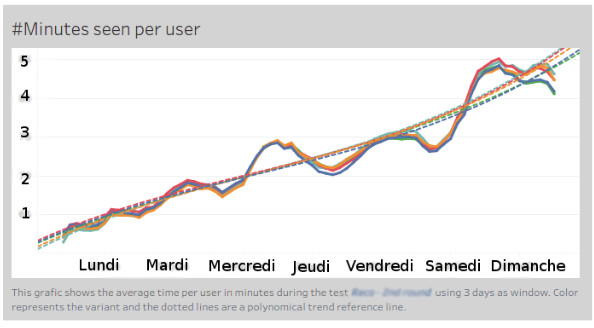 #Minutes seen per user
5
4
3
2
1
Lundi Mardi Mercredi Jeudi Vendredi Samedi Dimanche
This grafic shows the average time per user in minutes during the test using 3 days as window. Color
represents the variant and the dotted lines are a polynomical trend reference line.